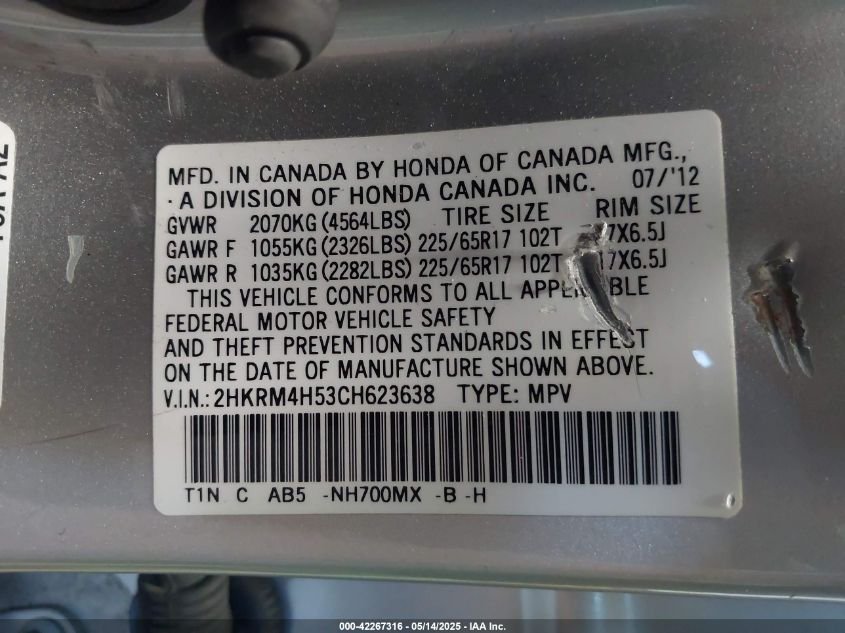 MFD. IN CANADA BY HONDA OF CANADA MFG.,
A DIVISION OF HONDA CANADA INC. 07/'12
GVWR 2070KG(4564LBS) TIRE SIZE RIM SIZE
GAWR F 1055KG(2326LBS) 225/65R17 102T 7X6.5J
GAWR R 1035KG(2282LBS) 225/65R17 102T 17X6.5J
THIS VEHICLE CONFORMS TO ALL APPLICABLE
FEDERAL MOTOR VEHICLE SAFETY
AND THEFT PREVENTION STANDARDS IN EFFECT
ON THE DATE OF MANUFACTURE SHOWN ABOVE.
V.I.N.: 2HKRM4H53CH623638 TYPE: MPV
T1N C AB5 -NH700MX -B -H
000-42267316 - 05/14/2025 - IAA Inc.